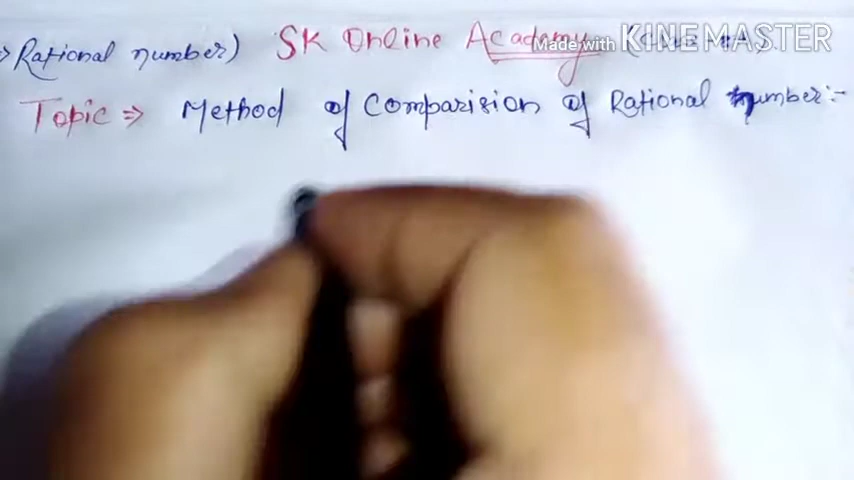 Rational number) SK Online Academy
Made with KINEMASTER
Topic ⇒ Method of Comparision of Rational number:-